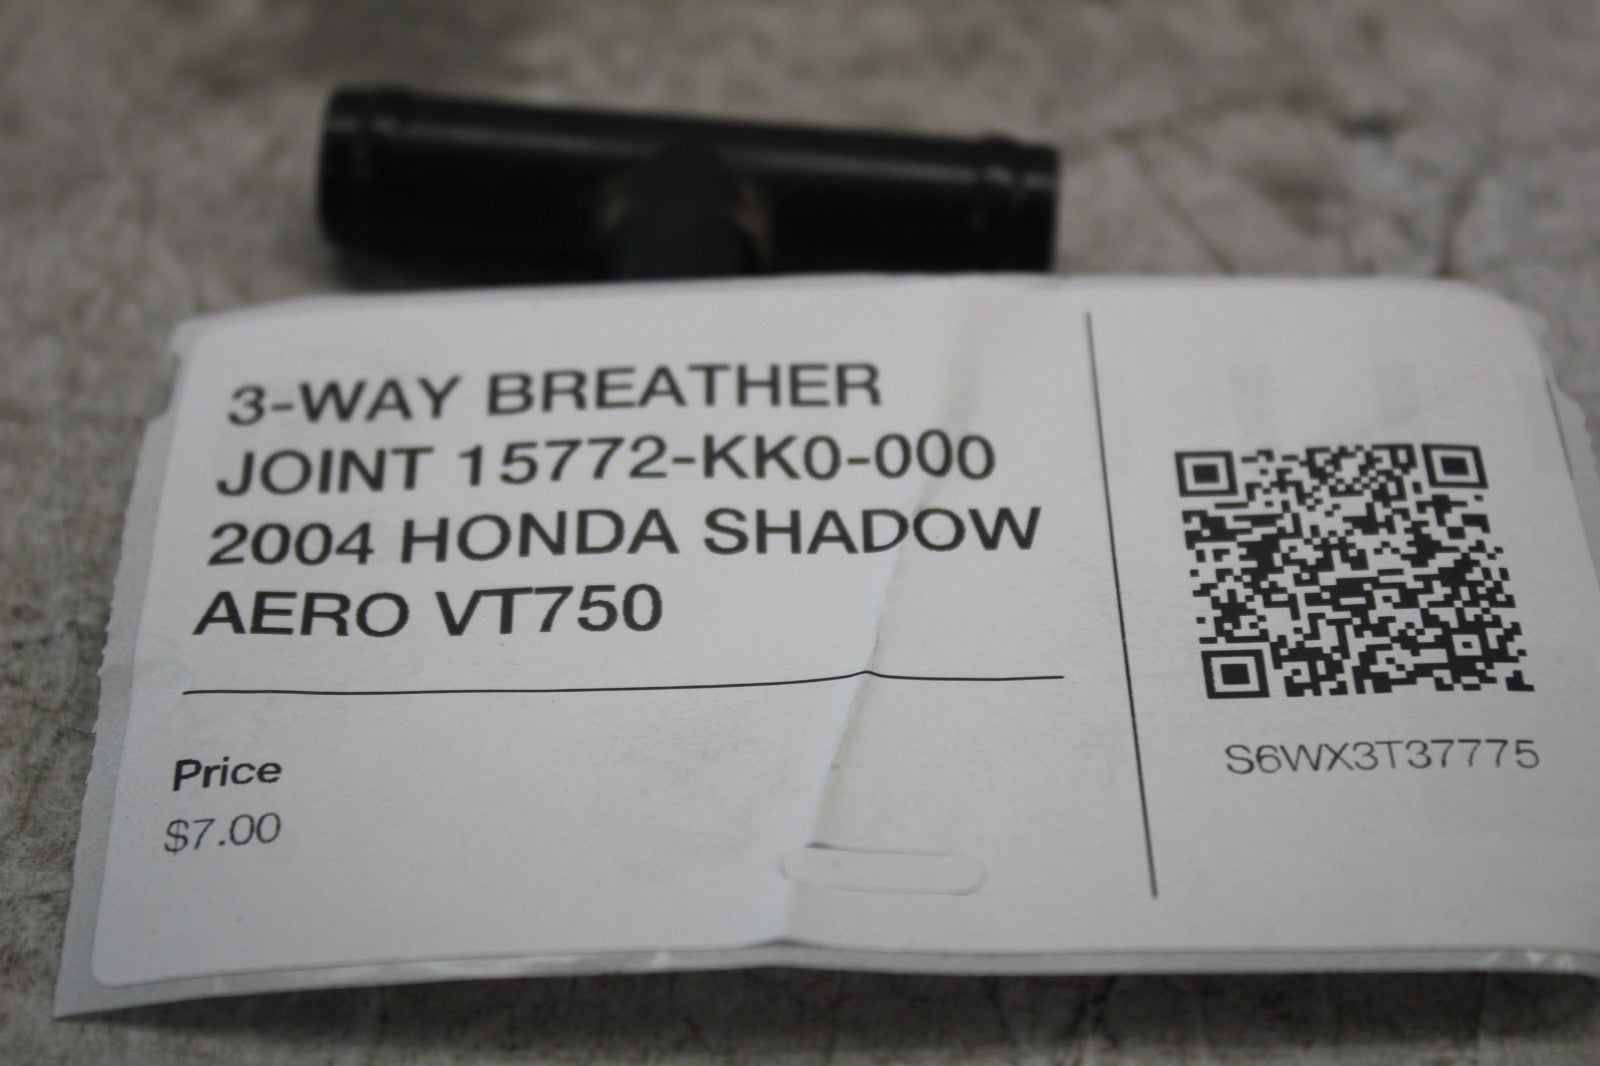 3-WAY BREATHER
JOINT 15772-KK0-000
2004 HONDA SHADOW
AERO VT750
Price
$7.00
S6WX3T37775